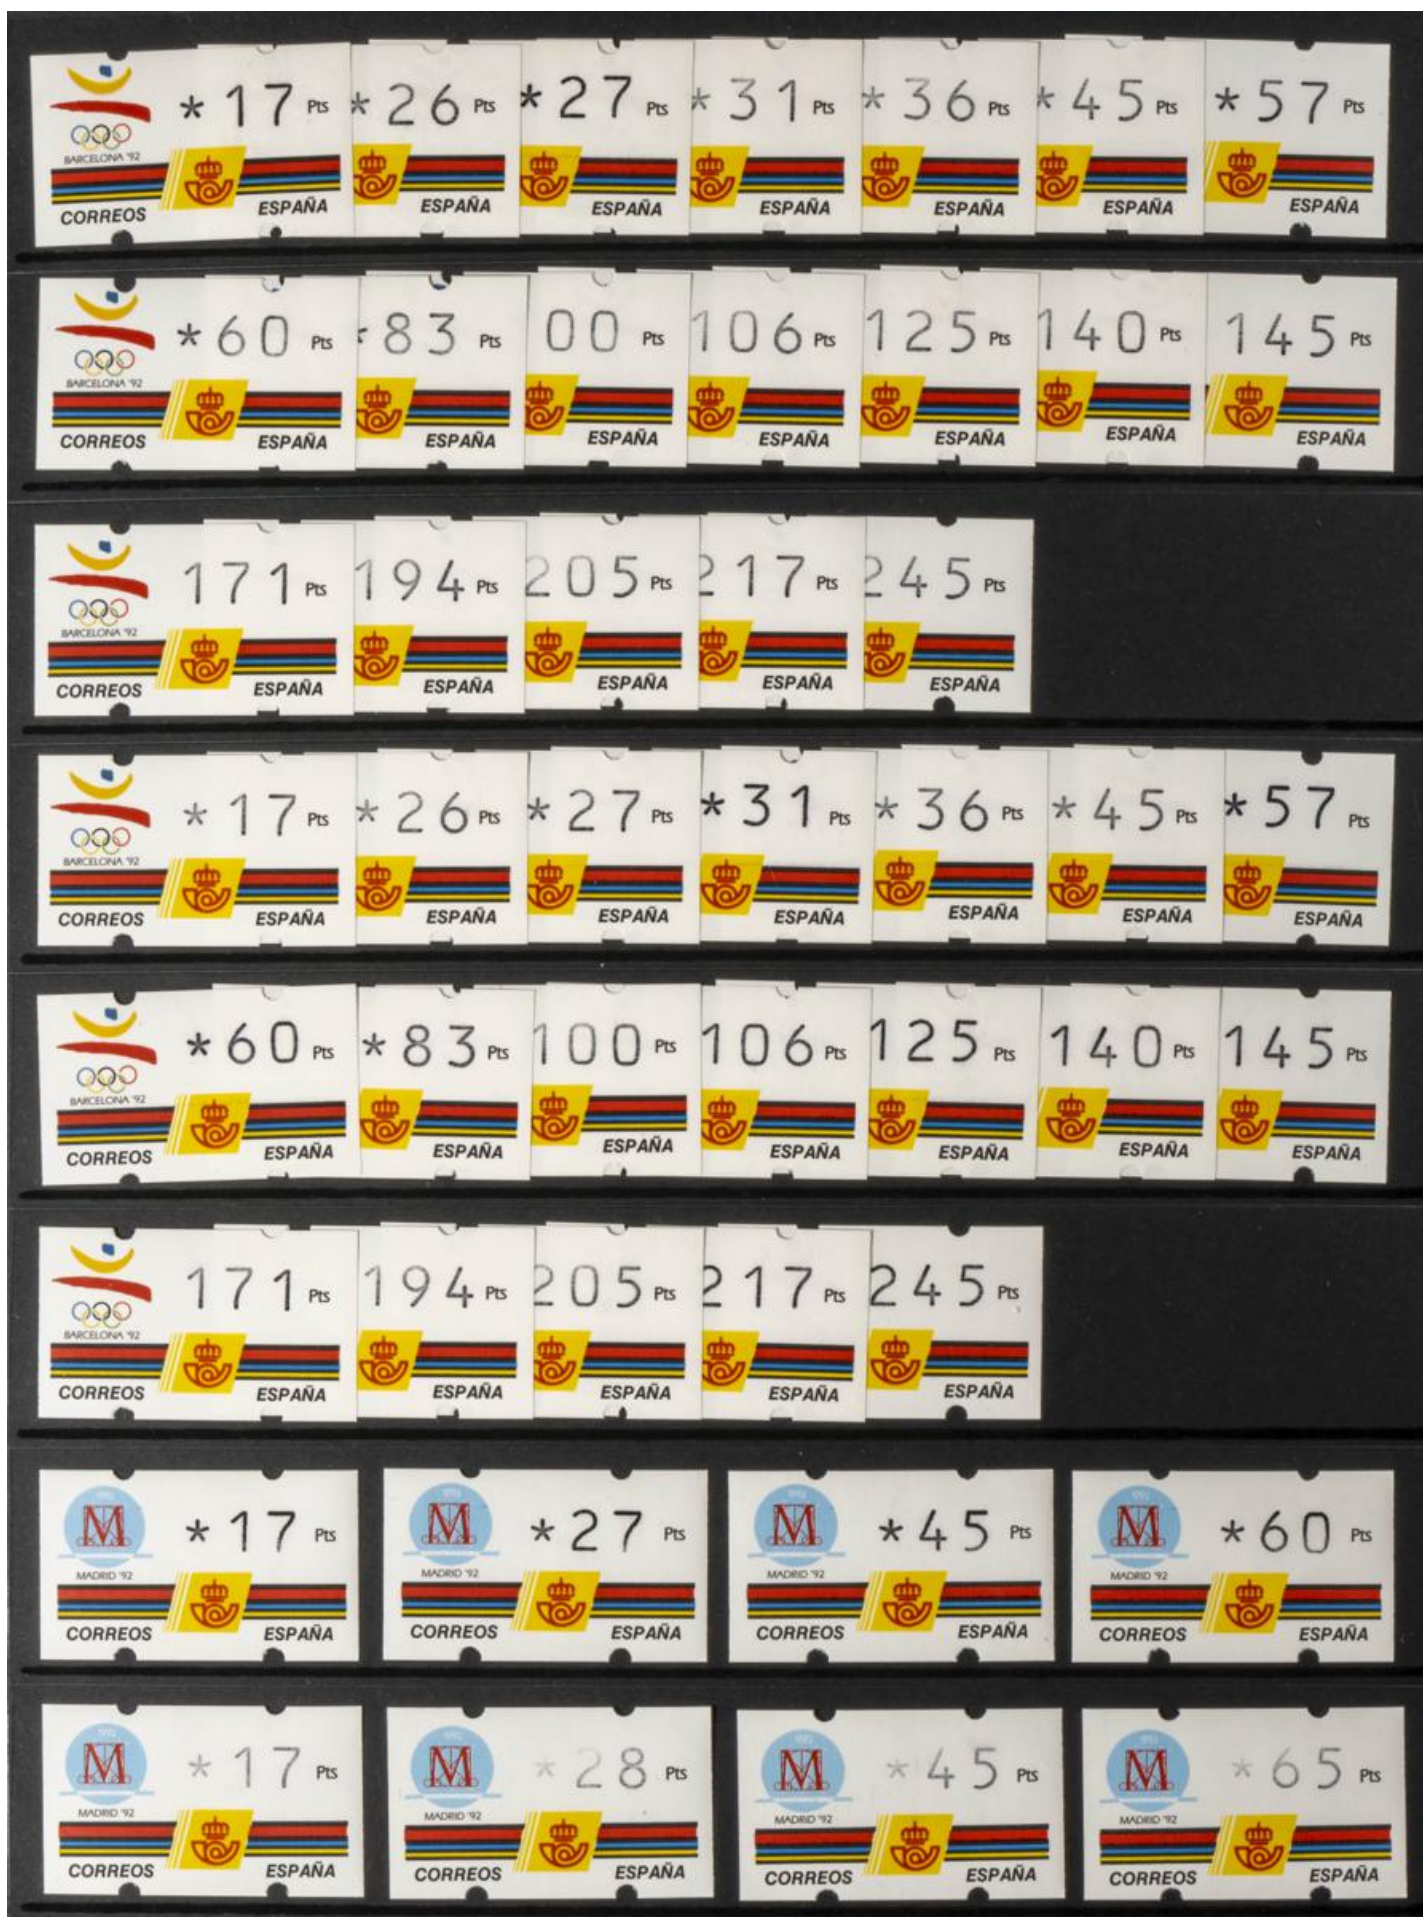 *17 Pts *26 Pts *27 Pts *31 Pts *36 Pts *45 Pts *57 Pts
BARCELONA '92
CORREOS ESPAÑA ESPAÑA ESPAÑA ESPAÑA ESPAÑA ESPAÑA ESPAÑA
*60 Pts *83 Pts 00 Pts 106 Pts 125 Pts 140 Pts 145 Pts
BARCELONA '92
CORREOS ESPAÑA ESPAÑA ESPAÑA ESPAÑA ESPAÑA ESPAÑA ESPAÑA
171 Pts 194 Pts 205 Pts 217 Pts 245 Pts
BARCELONA '92
CORREOS ESPAÑA ESPAÑA ESPAÑA ESPAÑA ESPAÑA
*17 Pts *26 Pts *27 Pts *31 Pts *36 Pts *45 Pts *57 Pts
BARCELONA '92
CORREOS ESPAÑA ESPAÑA ESPAÑA ESPAÑA ESPAÑA ESPAÑA ESPAÑA
*60 Pts *83 Pts 100 Pts 106 Pts 125 Pts 140 Pts 145 Pts
BARCELONA '92
CORREOS ESPAÑA ESPAÑA ESPAÑA ESPAÑA ESPAÑA ESPAÑA ESPAÑA
171 Pts 194 Pts 205 Pts 217 Pts 245 Pts
BARCELONA '92
CORREOS ESPAÑA ESPAÑA ESPAÑA ESPAÑA ESPAÑA
1992 1992 1992 1992
M *17 Pts M *27 Pts M *45 Pts M *60 Pts
MADRID '92 MADRID '92 MADRID '92 MADRID '92
CORREOS ESPAÑA CORREOS ESPAÑA CORREOS ESPAÑA CORREOS ESPAÑA
1992 1992 1992 1992
M *17 Pts M *28 Pts M *45 Pts M *65 Pts
MADRID '92 MADRID '92 MADRID '92 MADRID '92
CORREOS ESPAÑA CORREOS ESPAÑA CORREOS ESPAÑA CORREOS ESPAÑA